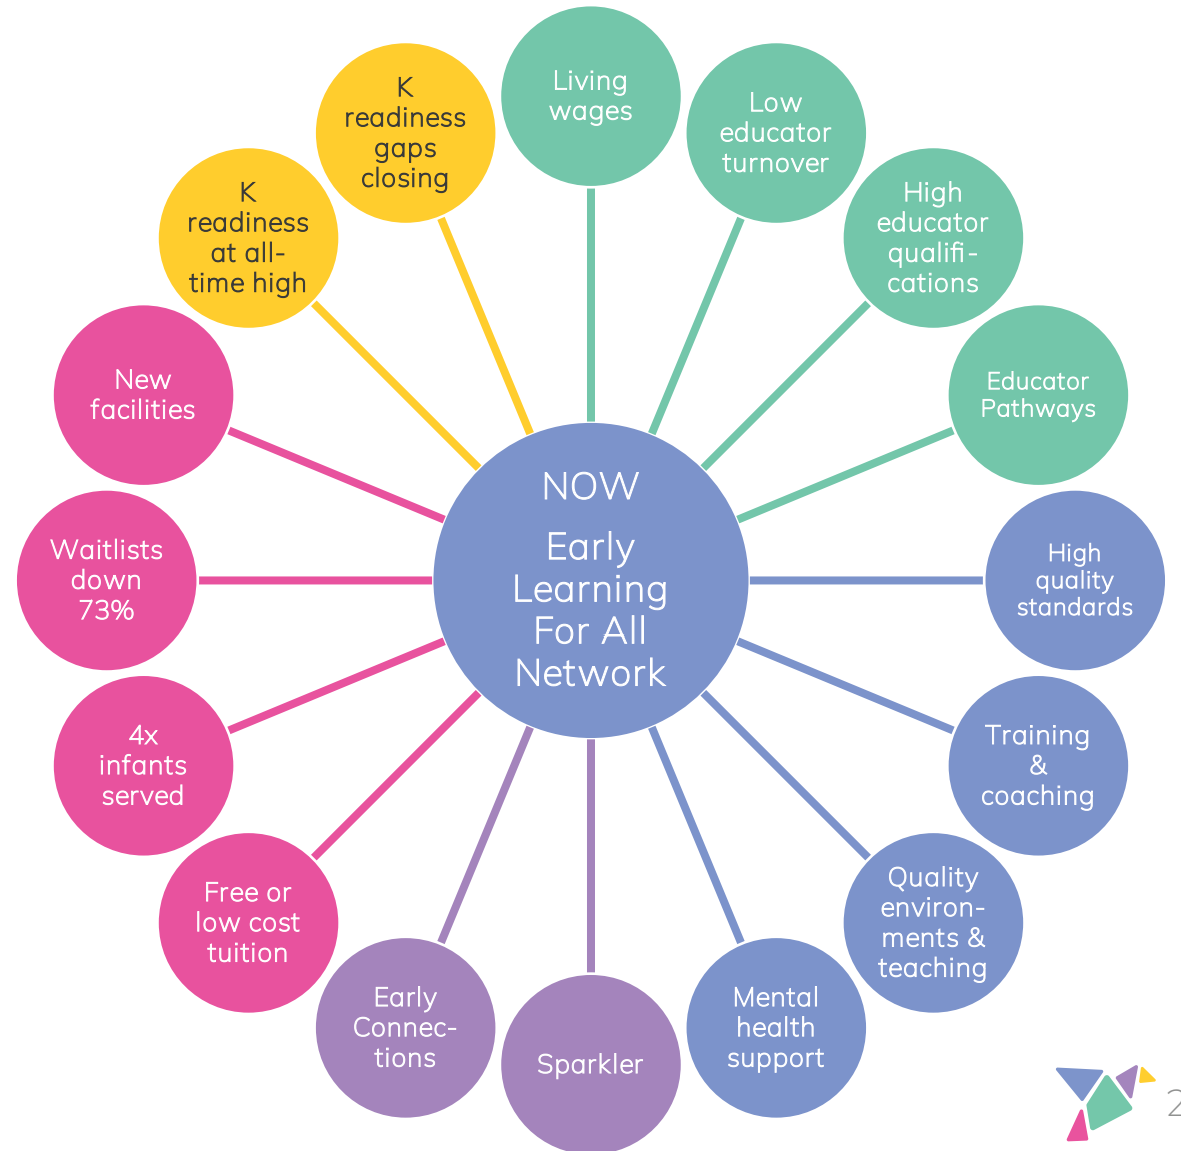 NOW
Early
Learning
For All
Network
Living
wages
Low
educator
turnover
High
educator
qualifi-
cations
Educator
Pathways
High
quality
standards
Training
&
coaching
Quality
environ-
ments &
teaching
Mental
health
support
Sparkler
Early
Connec-
tions
Free or
low cost
tuition
4x
infants
served
Waitlists
down
73%
New
facilities
K
readiness
at all-
time high
K
readiness
gaps
closing